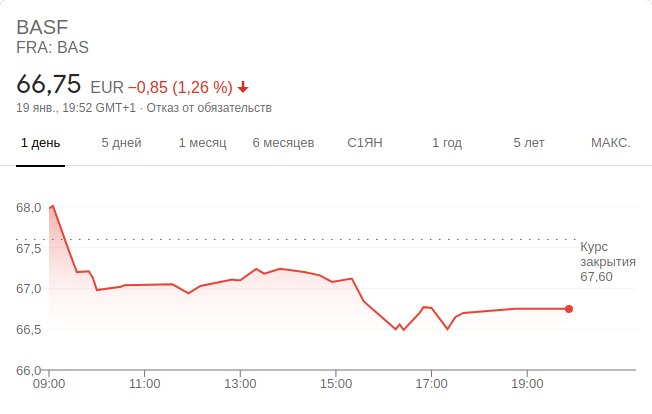 BASF
FRA: BAS
66,75 EUR −0,85 (1,26 %)
19 янв., 19:52 GMT+1 · Отказ от обязательств
1 день 5 дней 1 месяц 6 месяцев С1ЯН 1 год 5 лет МАКС.
68,0
67,5
67,0
66,5
66,0
Курс
закрытия
67,60
09:00 11:00 13:00 15:00 17:00 19:00